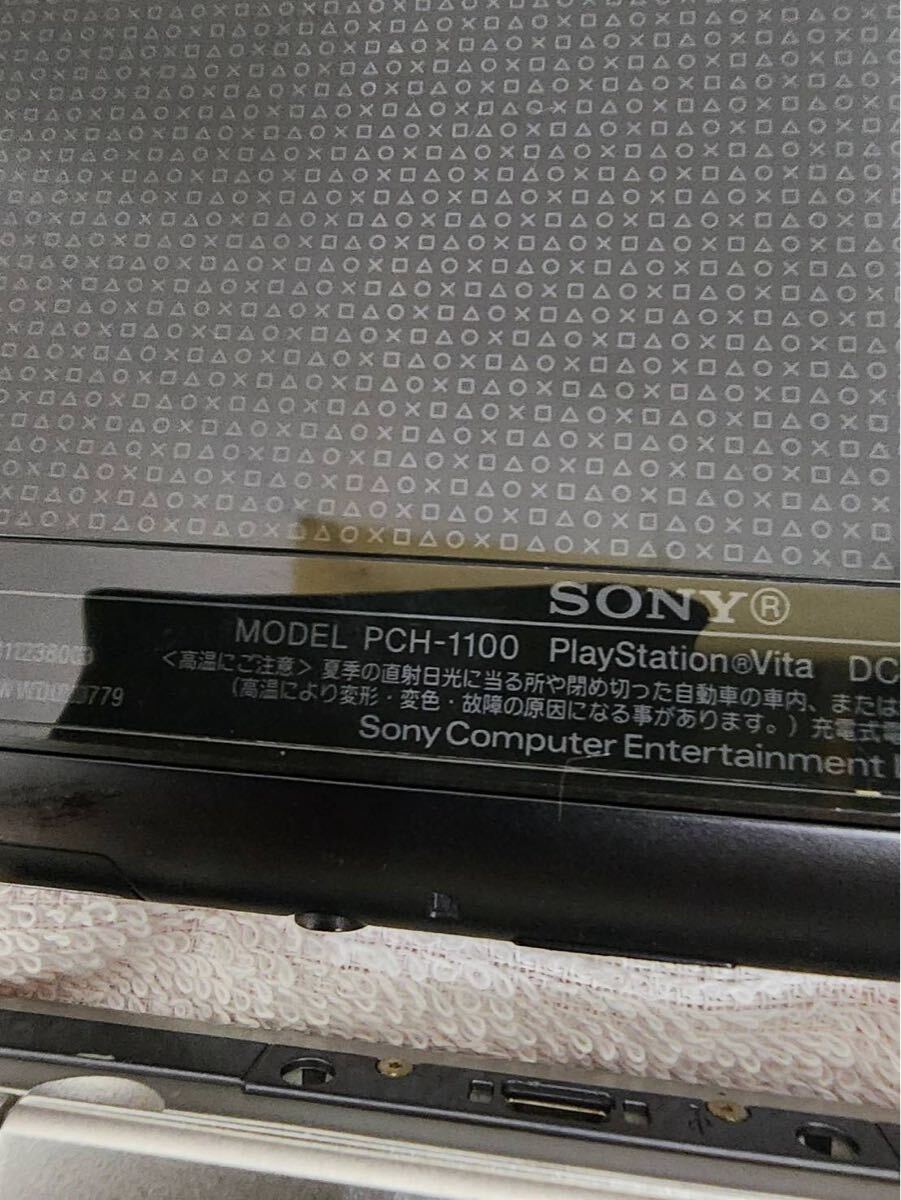 SONY®
MODEL PCH-1100 PlayStation®Vita DC
<高温にご注意> 夏季の直射日光に当る所や閉め切った自動車の車内、または
(高温により変形・変色・故障の原因になる事があります。) 充電式電
Sony Computer Entertainment